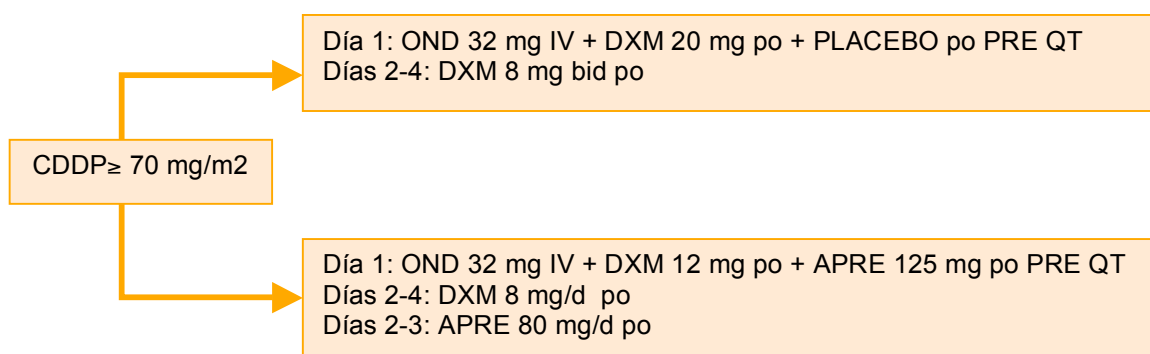 Día 1: OND 32 mg IV + DXM 20 mg po + PLACEBO po PRE QT
Días 2-4: DXM 8 mg bid po
CDDP≥ 70 mg/m2
Día 1: OND 32 mg IV + DXM 12 mg po + APRE 125 mg po PRE QT
Días 2-4: DXM 8 mg/d po
Días 2-3: APRE 80 mg/d po